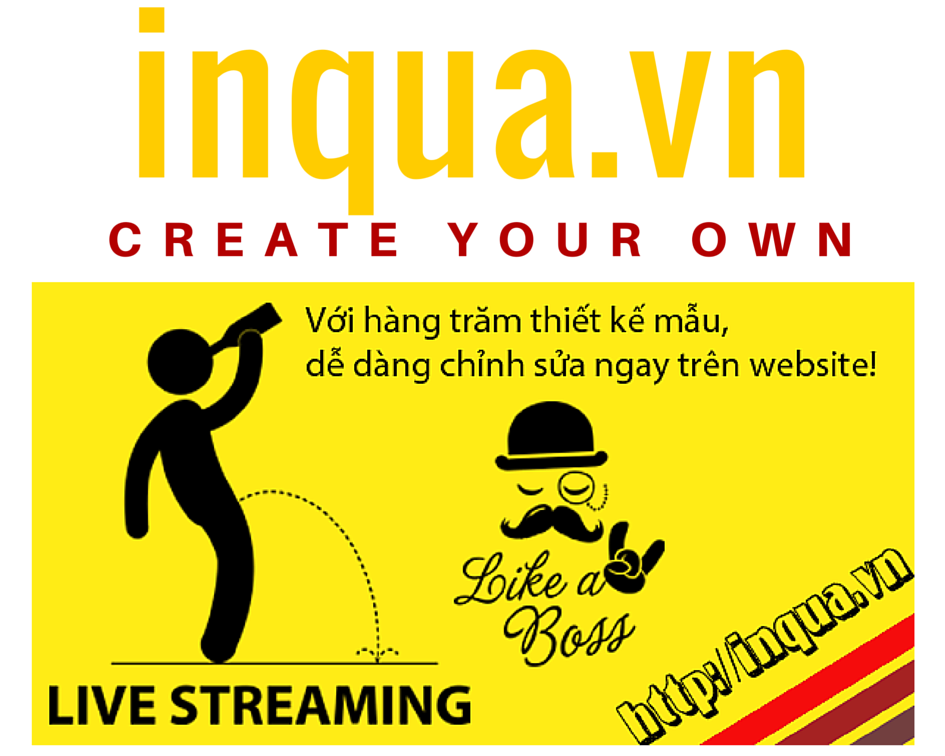 inqua.vn
CREATE YOUR OWN
Với hàng trăm thiết kế mẫu,
dễ dàng chỉnh sửa ngay trên website!
Like a
Boss
LIVE STREAMING
http:/inqua.vn